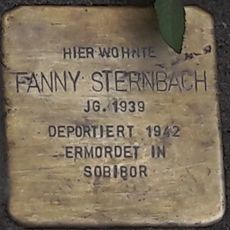 HIER WOHNTE
FANNY STERNBACH
JG. 1939
DEPORTIERT 1942
ERMORDET IN
SOBIBOR